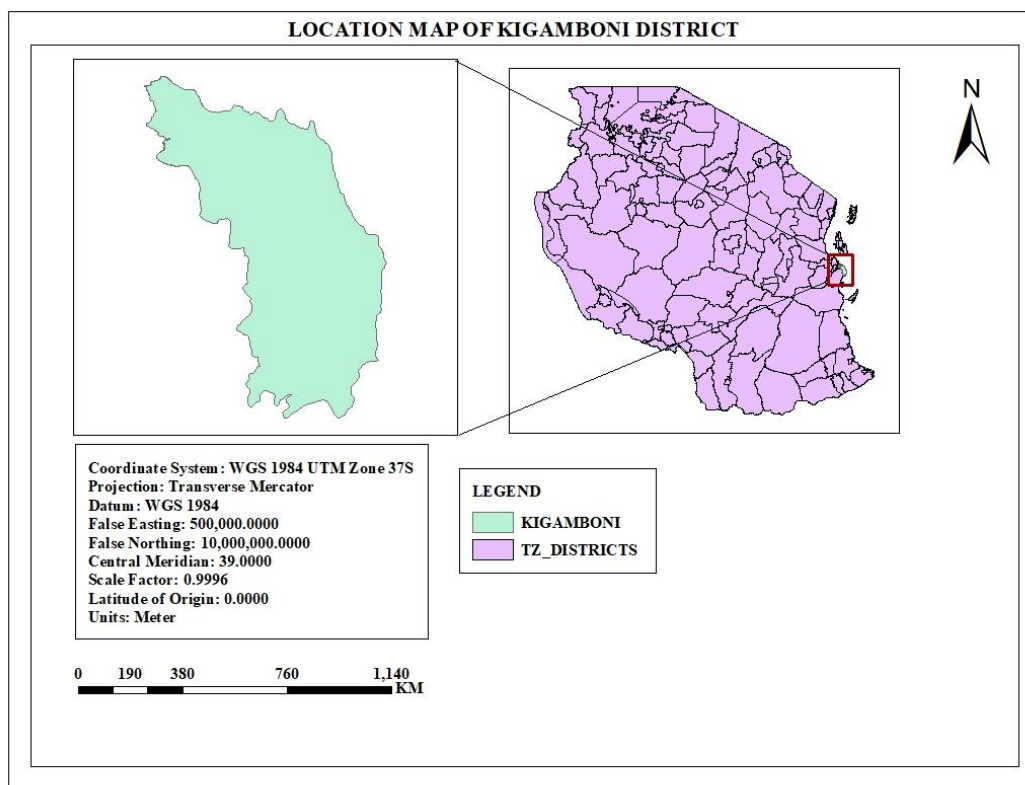 LOCATION MAP OF KIGAMBONI DISTRICT
N
Coordinate System: WGS 1984 UTM Zone 37S
Projection: Transverse Mercator
Datum: WGS 1984
False Easting: 500,000.0000
False Northing: 10,000,000.0000
Central Meridian: 39.0000
Scale Factor: 0.9996
Latitude of Origin: 0.0000
Units: Meter
LEGEND
KIGAMBONI
TZ_DISTRICTS
0 190 380 760 1,140
KM